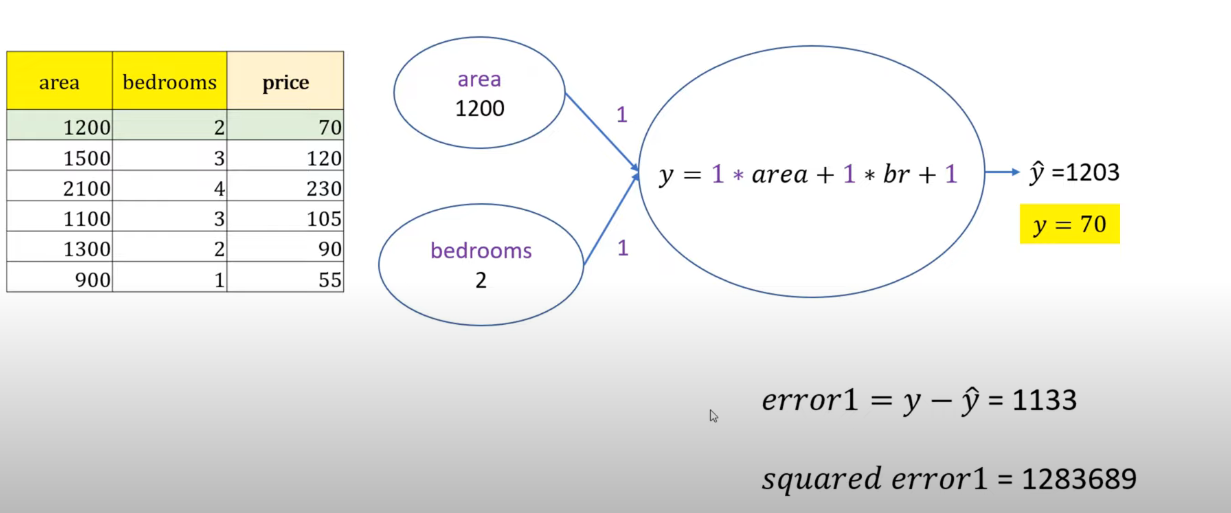 area bedrooms price
1200 2 70
1500 3 120
2100 4 230
1100 3 105
1300 2 90
900 1 55
area
1200
1
bedrooms
2
1
y = 1 * area + 1 * br + 1
ŷ =1203
y = 70
error1 = y − ŷ = 1133
squared error1 = 1283689